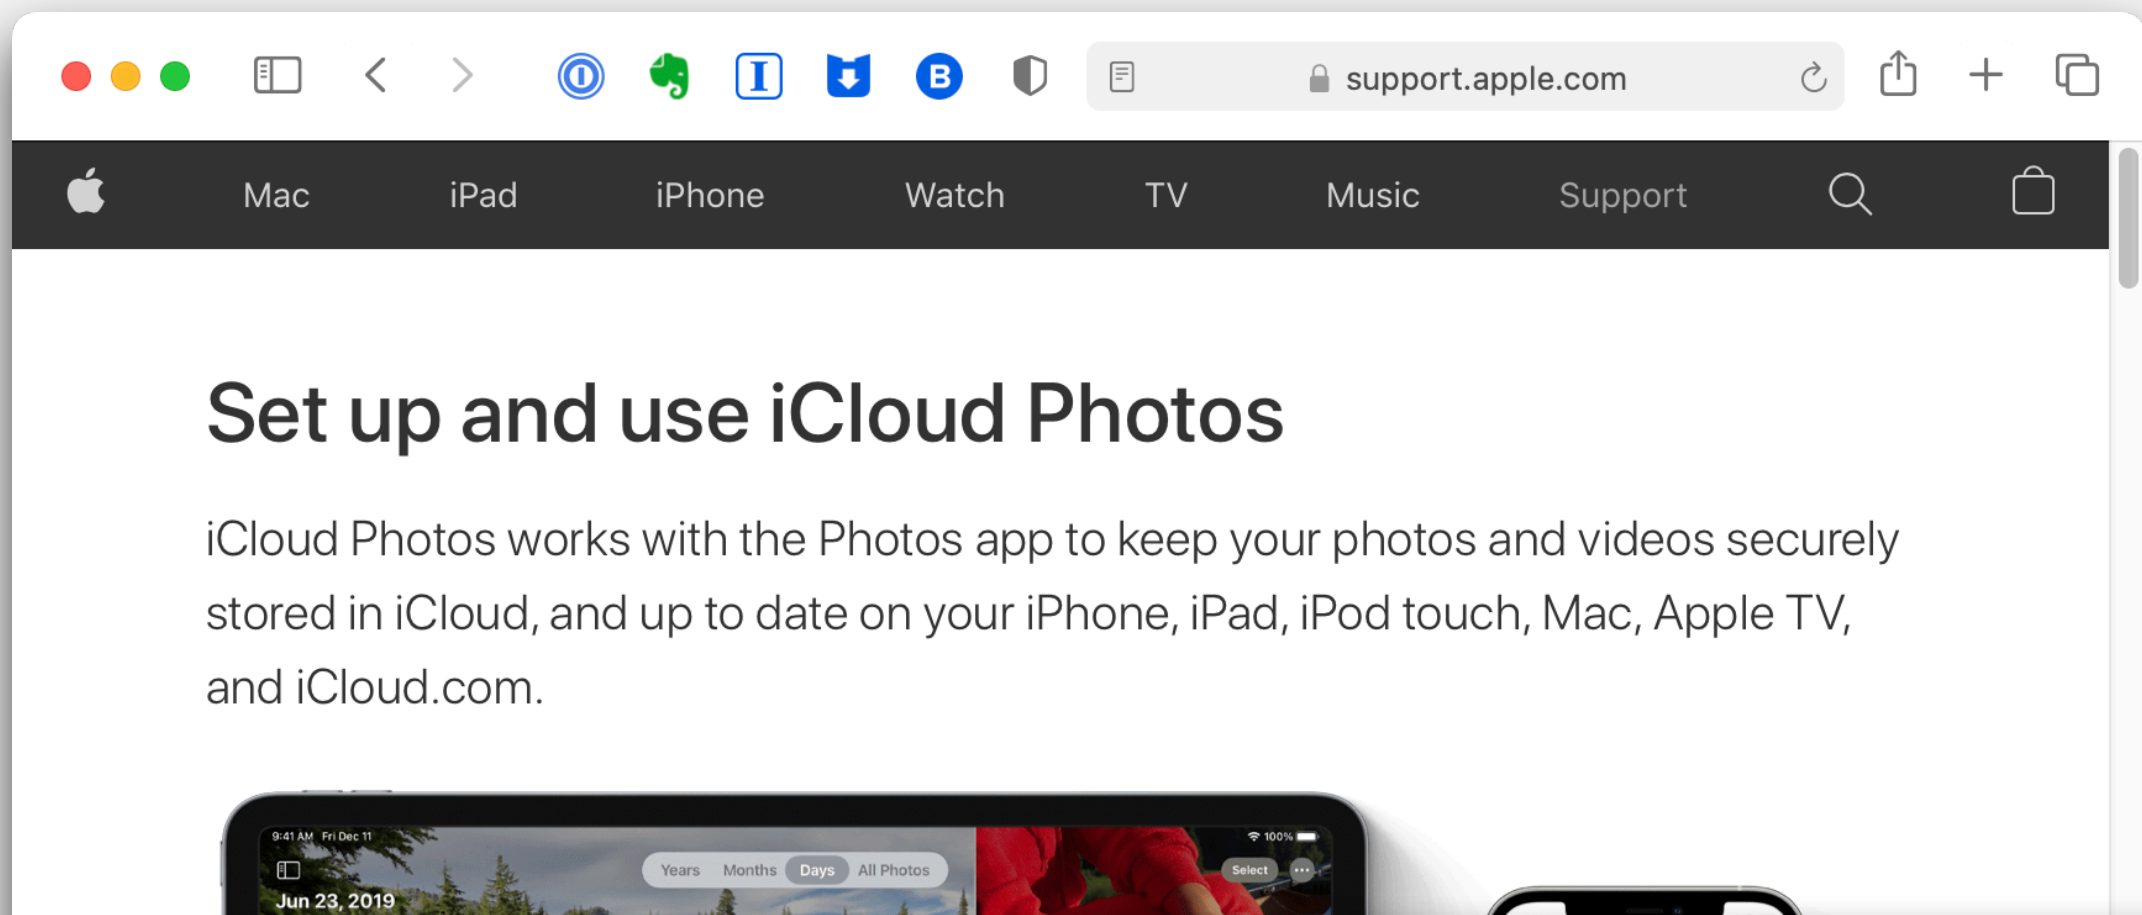 support.apple.com
Mac iPad iPhone Watch TV Music Support
Set up and use iCloud Photos
iCloud Photos works with the Photos app to keep your photos and videos securely
stored in iCloud, and up to date on your iPhone, iPad, iPod touch, Mac, Apple TV,
and iCloud.com.
9:41 AM Fri Dec 11
100%
Years Months Days All Photos
Select
Jun 23, 2019